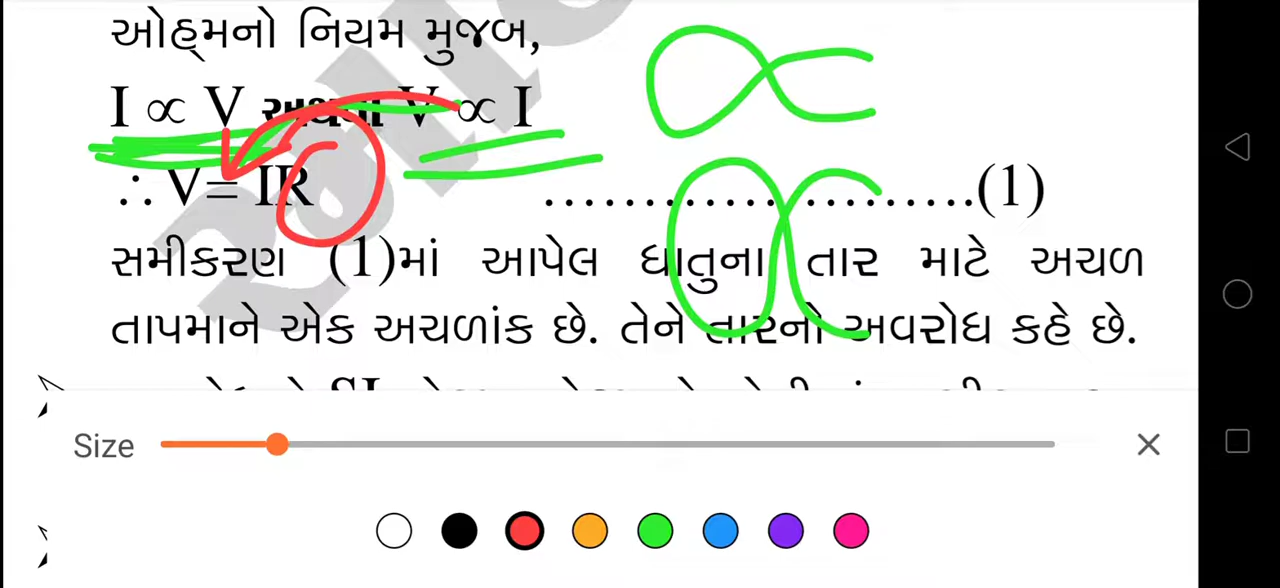 ઓહ્‌મનો નિયમ મુજબ,
I ∝ V અથવા V ∝ I
∴ V= IR ........................(1)
સમીકરણ (1)માં આપેલ ધાતુના તાર માટે અચળ
તાપમાને એક અચળાંક છે. તેને તારનો અવરોધ કહે છે.
SI
Size